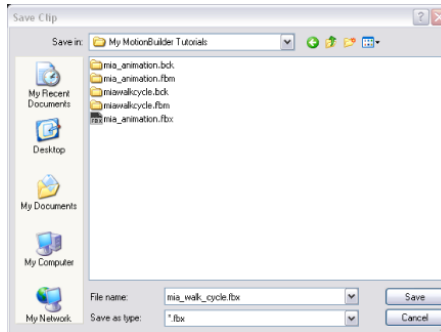 Save Clip
Save in: My MotionBuilder Tutorials
My Recent
Documents
Desktop
My Documents
My Computer
My Network
mia_animation.bck
mia_animation.fbm
miawalkcycle.bck
miawalkcycle.fbm
mia_animation.fbx
File name: mia_walk_cycle.fbx Save
Save as type: *.fbx Cancel